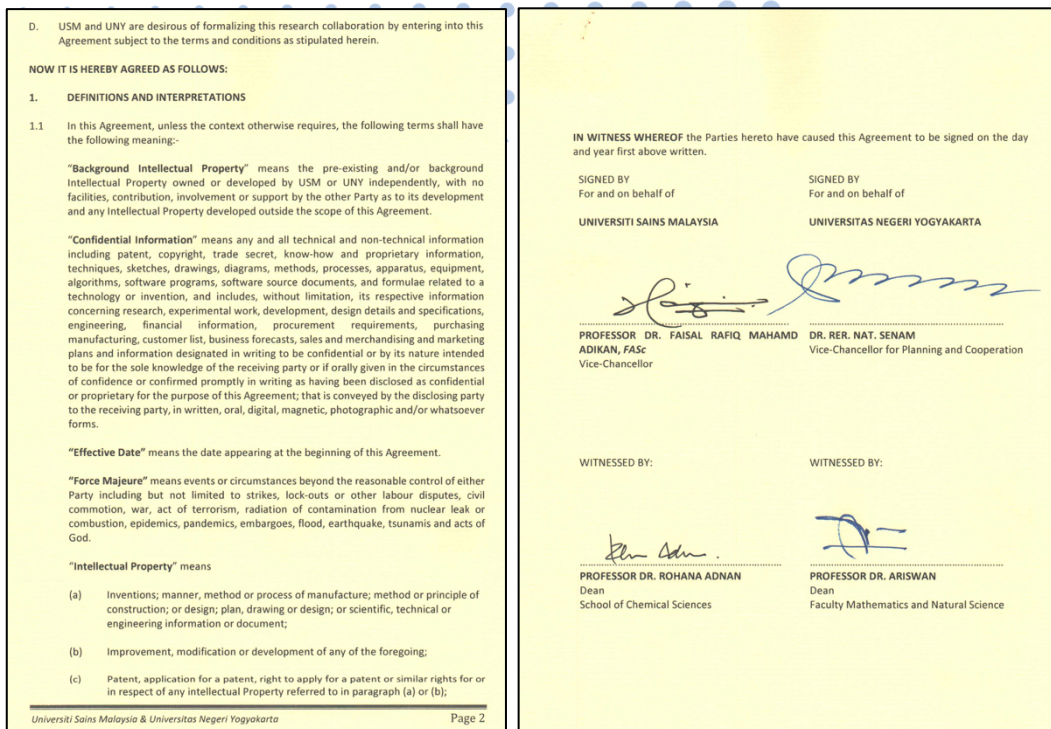 D. USM and UNY are desirous of formalizing this research collaboration by entering into this
Agreement subject to the terms and conditions as stipulated herein.
NOW IT IS HEREBY AGREED AS FOLLOWS:
1. DEFINITIONS AND INTERPRETATIONS
1.1 In this Agreement, unless the context otherwise requires, the following terms shall have
the following meaning:-
"Background Intellectual Property" means the pre-existing and/or background
Intellectual Property owned or developed by USM or UNY independently, with no
facilities, contribution, involvement or support by the other Party as to its development
and any Intellectual Property developed outside the scope of this Agreement.
"Confidential Information" means any and all technical and non-technical information
including patent, copyright, trade secret, know-how and proprietary information,
techniques, sketches, drawings, diagrams, methods, processes, apparatus, equipment,
algorithms, software programs, software source documents, and formulae related to a
technology or invention, and includes, without limitation, its respective information
concerning research, experimental work, development, design details and specifications,
engineering, financial information, procurement requirements, purchasing
manufacturing, customer list, business forecasts, sales and merchandising and marketing
plans and information designated in writing to be confidential or by its nature intended
to be for the sole knowledge of the receiving party or if orally given in the circumstances
of confidence or confirmed promptly in writing as having been disclosed as confidential
or proprietary for the purpose of this Agreement; that is conveyed by the disclosing party
to the receiving party, in written, oral, digital, magnetic, photographic and/or whatsoever
forms.
"Effective Date" means the date appearing at the beginning of this Agreement.
"Force Majeure" means events or circumstances beyond the reasonable control of either
Party including but not limited to strikes, lock-outs or other labour disputes, civil
commotion, war, act of terrorism, radiation of contamination from nuclear leak or
combustion, epidemics, pandemics, embargoes, flood, earthquake, tsunamis and acts of
God.
"Intellectual Property" means
(a) Inventions; manner, method or process of manufacture; method or principle of
construction; or design; plan, drawing or design; or scientific, technical or
engineering information or document;
(b) Improvement, modification or development of any of the foregoing;
(c) Patent, application for a patent, right to apply for a patent or similar rights for or
in respect of any intellectual Property referred to in paragraph (a) or (b);
Universiti Sains Malaysia & Universitas Negeri Yogyakarta Page 2
IN WITNESS WHEREOF the Parties hereto have caused this Agreement to be signed on the day
and year first above written.
SIGNED BY
For and on behalf of
UNIVERSITI SAINS MALAYSIA
PROFESSOR DR. FAISAL RAFIQ MAHAMD
ADIKAN, FASc
Vice-Chancellor
SIGNED BY
For and on behalf of
UNIVERSITAS NEGERI YOGYAKARTA
DR. RER. NAT. SENAM
Vice-Chancellor for Planning and Cooperation
WITNESSED BY:
PROFESSOR DR. ROHANA ADNAN
Dean
School of Chemical Sciences
WITNESSED BY:
PROFESSOR DR. ARISWAN
Dean
Faculty Mathematics and Natural Science